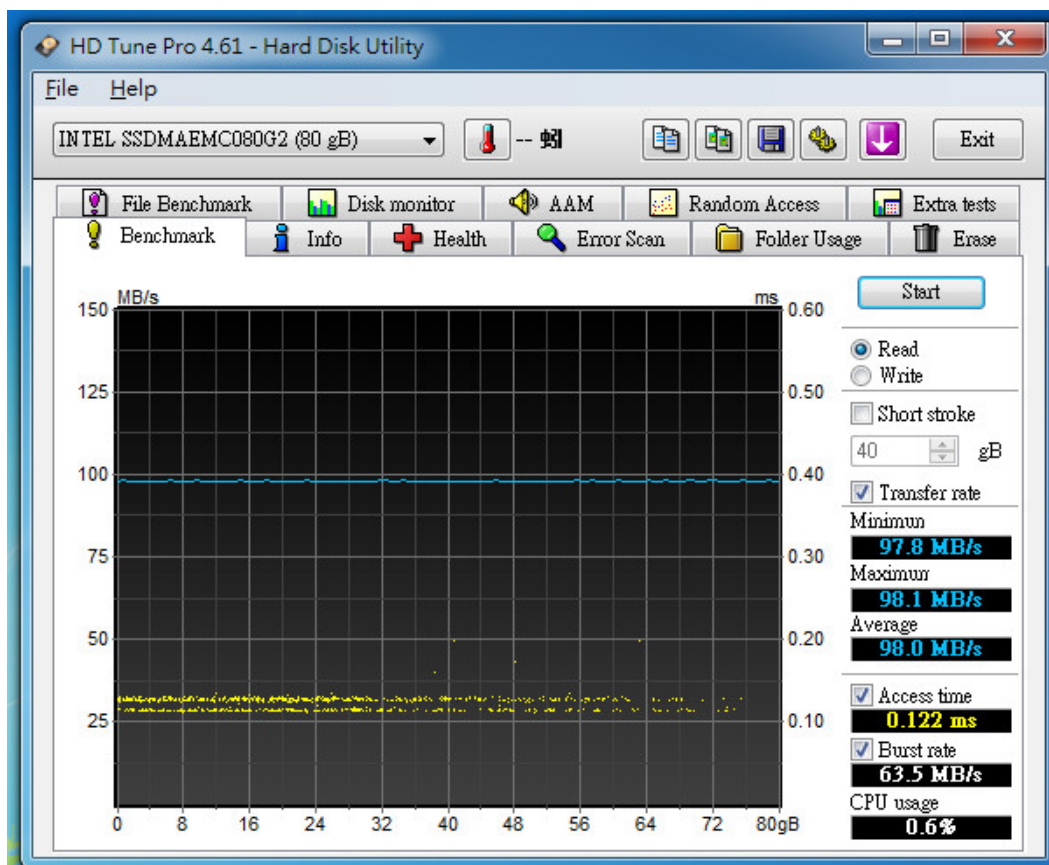 HD Tune Pro 4.61 - Hard Disk Utility
File Help
INTEL SSDMAEMC080G2 (80 gB) -- 蚓 Exit
File Benchmark Disk monitor AAM Random Access Extra tests
Benchmark Info Health Error Scan Folder Usage Erase
MB/s ms
150 0.60
125 0.50
100 0.40
75 0.30
50 0.20
25 0.10
0 8 16 24 32 40 48 56 64 72 80gB
Start
Read
Write
Short stroke
40 gB
Transfer rate
Minimun
97.8 MB/s
Maximun
98.1 MB/s
Average
98.0 MB/s
Access time
0.122 ms
Burst rate
63.5 MB/s
CPU usage
0.6%